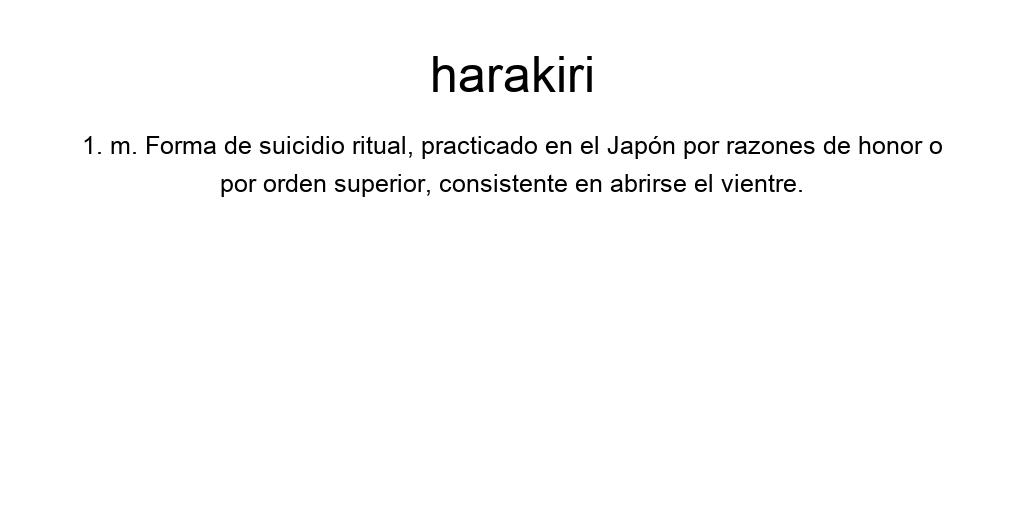 harakiri
1. m. Forma de suicidio ritual, practicado en el Japón por razones de honor o
por orden superior, consistente en abrirse el vientre.